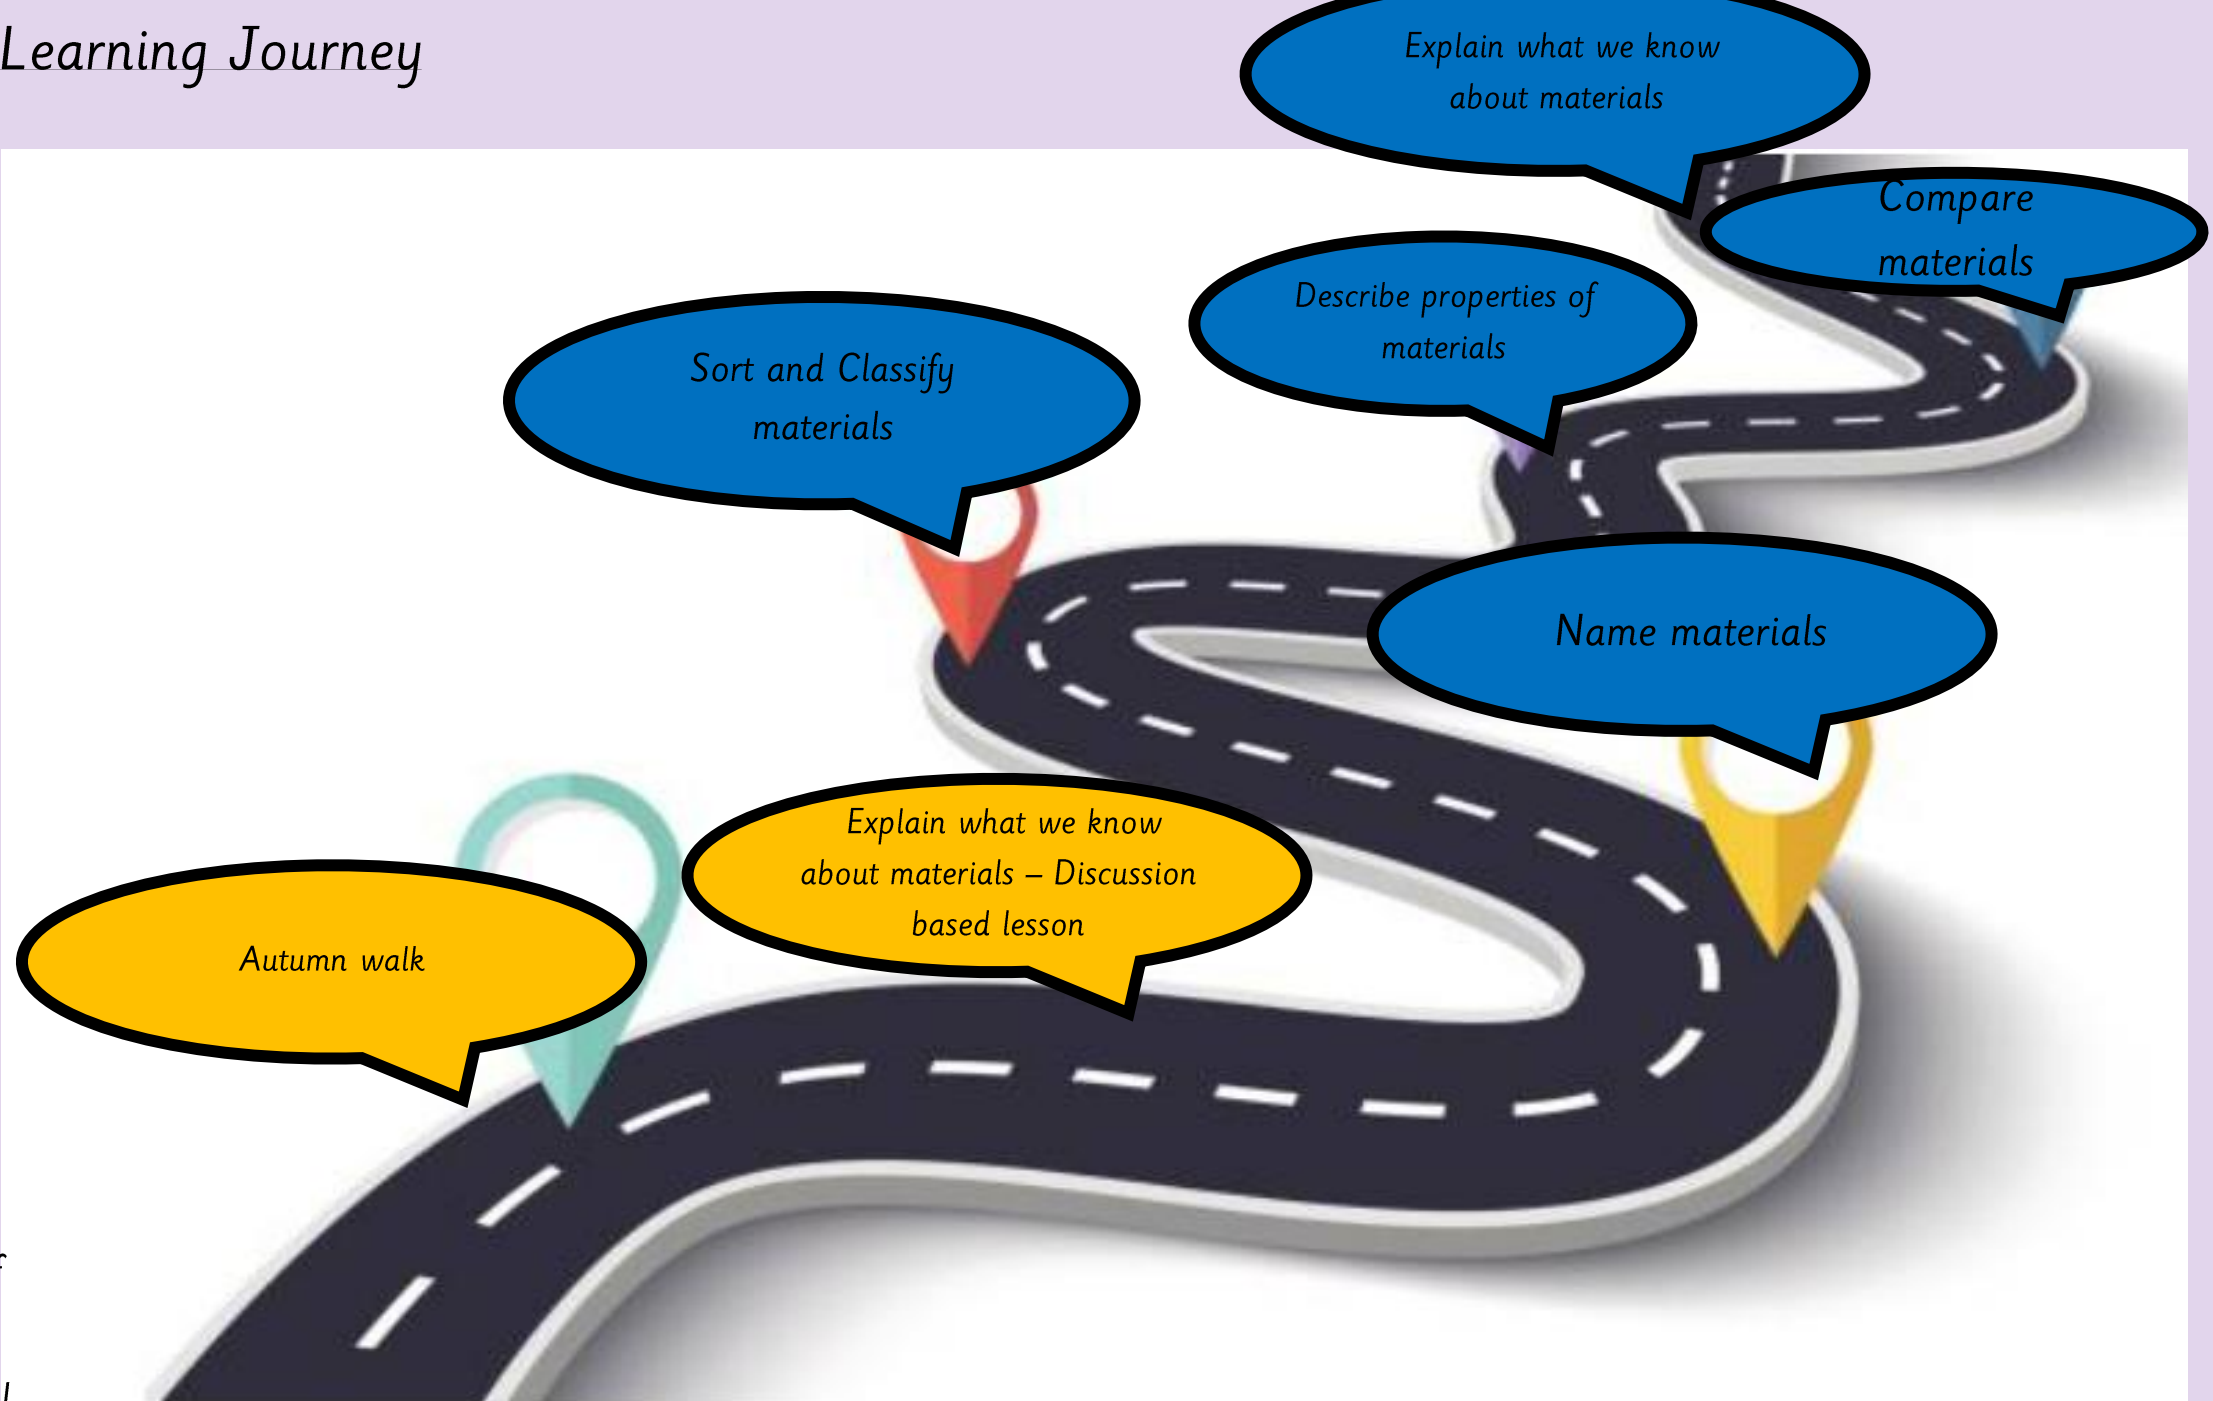 Learning Journey
Explain what we know
about materials
Compare
materials
Describe properties of
materials
Sort and Classify
materials
Name materials
Explain what we know
about materials – Discussion
based lesson
Autumn walk